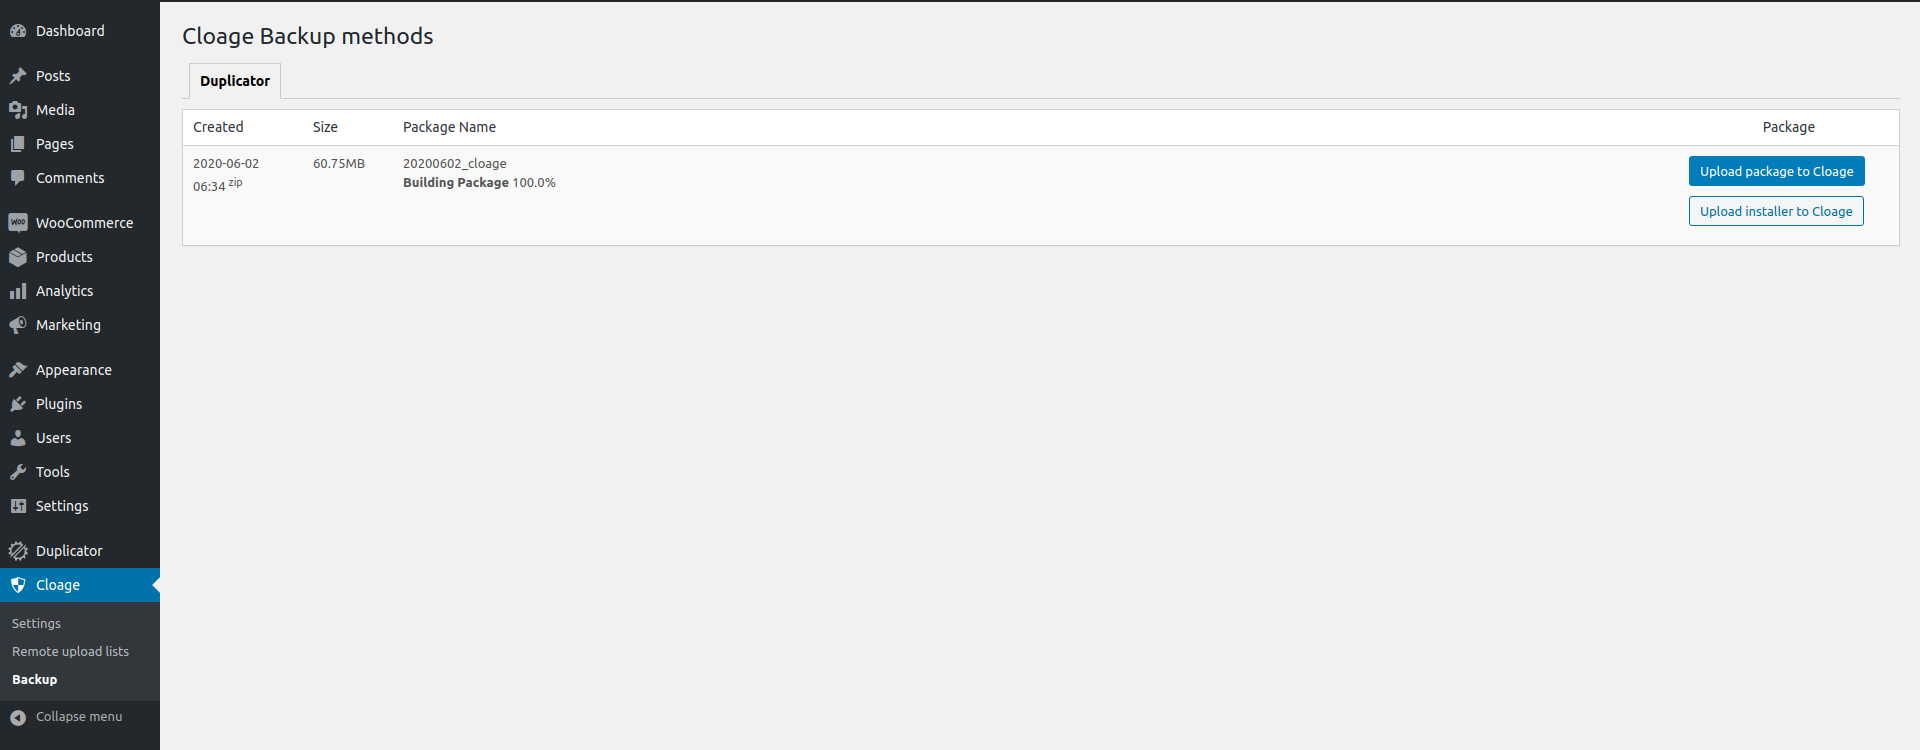 Dashboard
Posts
Media
Pages
Comments
WOO WooCommerce
Products
Analytics
Marketing
Appearance
Plugins
Users
Tools
Settings
Duplicator
Cloage
Settings
Remote upload lists
Backup
Collapse menu
Cloage Backup methods
Duplicator
Created Size Package Name Package
2020-06-02 60.75MB 20200602_cloage Upload package to Cloage
06:34 zip Building Package 100.0%
Upload installer to Cloage